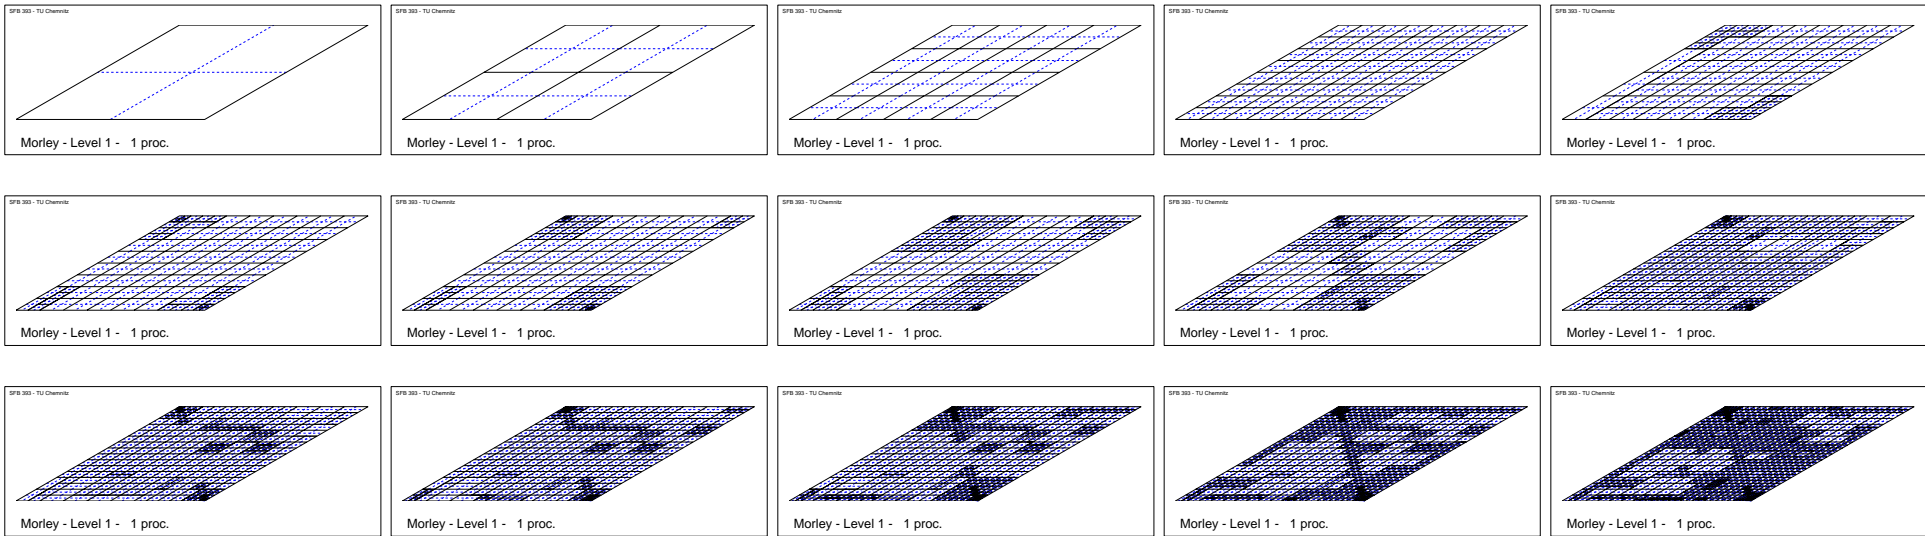 SFB 393 - TU Chemnitz
SFB 393 - TU Chemnitz
SFB 393 - TU Chemnitz
SFB 393 - TU Chemnitz
SFB 393 - TU Chemnitz
Morley - Level 1 - 1 proc.
Morley - Level 1 - 1 proc.
Morley - Level 1 - 1 proc.
Morley - Level 1 - 1 proc.
Morley - Level 1 - 1 proc.
SFB 393 - TU Chemnitz
SFB 393 - TU Chemnitz
SFB 393 - TU Chemnitz
SFB 393 - TU Chemnitz
SFB 393 - TU Chemnitz
Morley - Level 1 - 1 proc.
Morley - Level 1 - 1 proc.
Morley - Level 1 - 1 proc.
Morley - Level 1 - 1 proc.
Morley - Level 1 - 1 proc.
SFB 393 - TU Chemnitz
SFB 393 - TU Chemnitz
SFB 393 - TU Chemnitz
SFB 393 - TU Chemnitz
SFB 393 - TU Chemnitz
Morley - Level 1 - 1 proc.
Morley - Level 1 - 1 proc.
Morley - Level 1 - 1 proc.
Morley - Level 1 - 1 proc.
Morley - Level 1 - 1 proc.